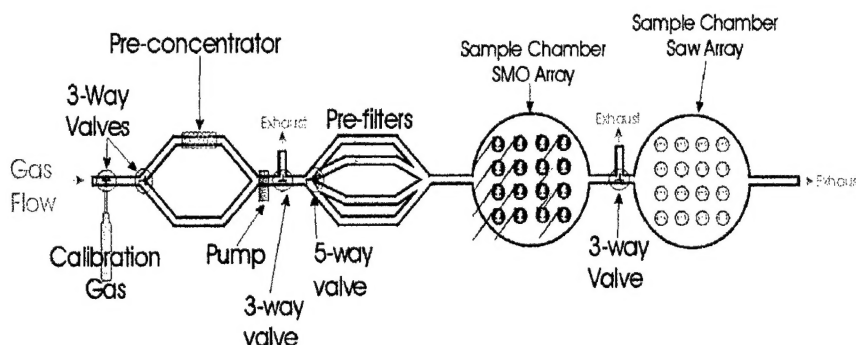 Sample Chamber
Saw Array
Sample Chamber
SMO Array
Pre-concentrator
3-Way
Valves
Exhaust
Pre-filters
Exhaust
Gas
Flow
Exhaust
Calibration
Gas
Pump
5-way
valve
3-way
Valve
3-way
valve